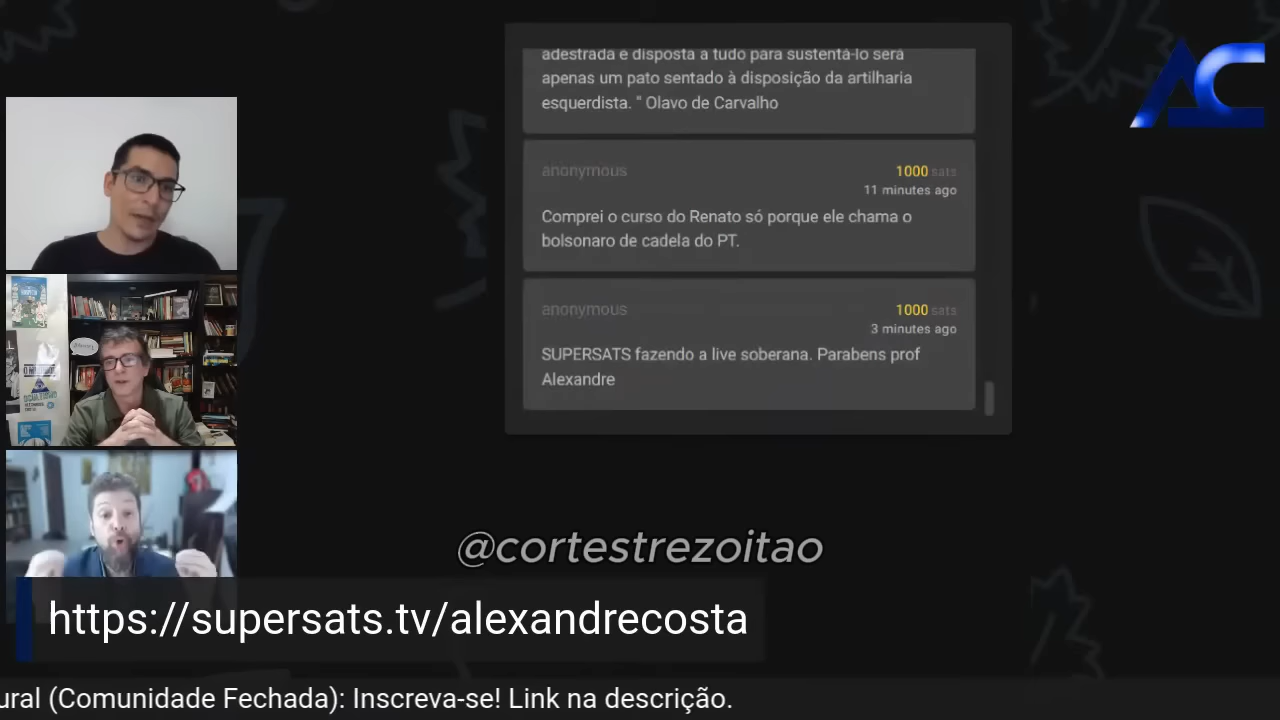 adestrada e disposta a tudo para sustentá-lo será
apenas um pato sentado à disposição da artilharia
esquerdista. " Olavo de Carvalho
anonymous
1000 sats
11 minutes ago
Comprei o curso do Renato só porque ele chama o
bolsonaro de cadela do PT.
anonymous
1000 sats
3 minutes ago
SUPERSATS fazendo a live soberana. Parabens prof
Alexandre
AC
@cortestrezoitao
https://supersats.tv/alexandrecosta
ural (Comunidade Fechada): Inscreva-se! Link na descrição.